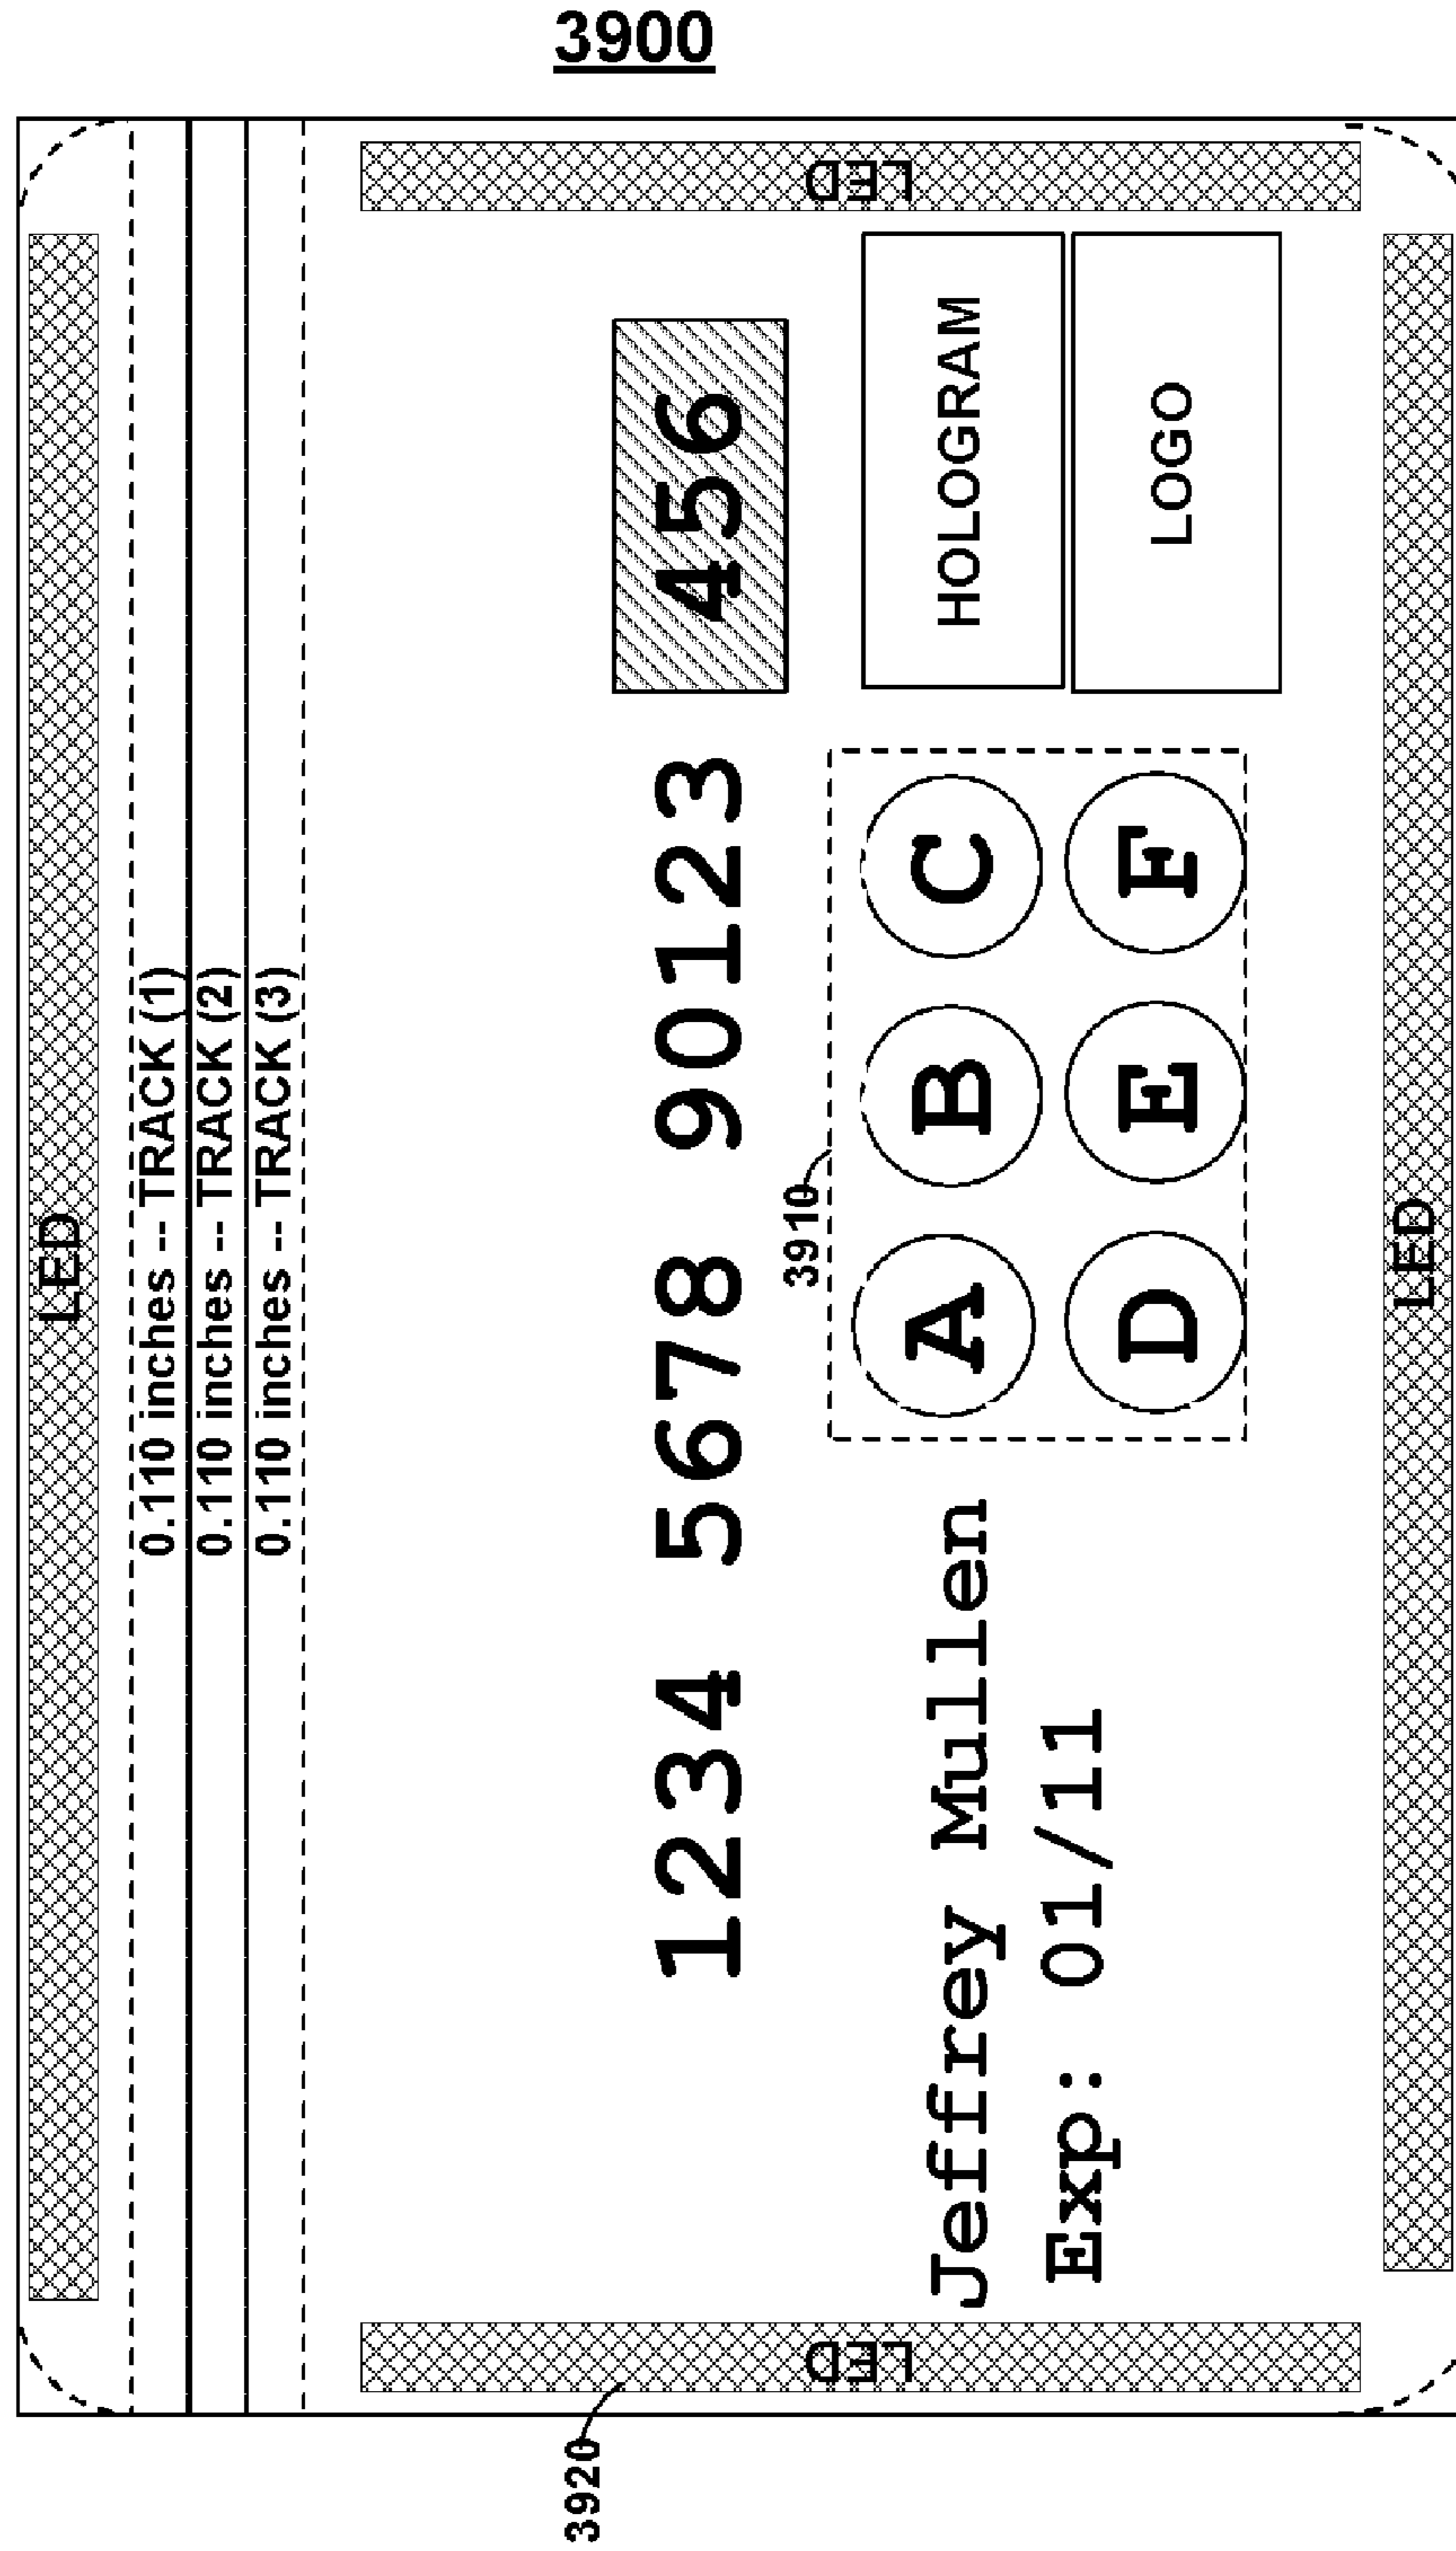 3900
LED
0.110 inches -- TRACK (1)
0.110 inches -- TRACK (2)
0.110 inches -- TRACK (3)
1234 5678 90123 456
3910
HOLOGRAM
LOGO
A B C
D E F
Jeffrey Mullen
Exp: 01/11
LED
LED
LED
3920